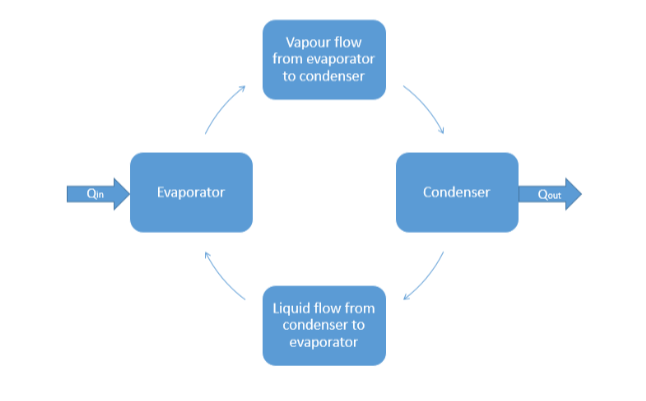 Vapour flow
from evaporator
to condenser
Qin
Evaporator
Condenser
Qout
Liquid flow from
condenser to
evaporator